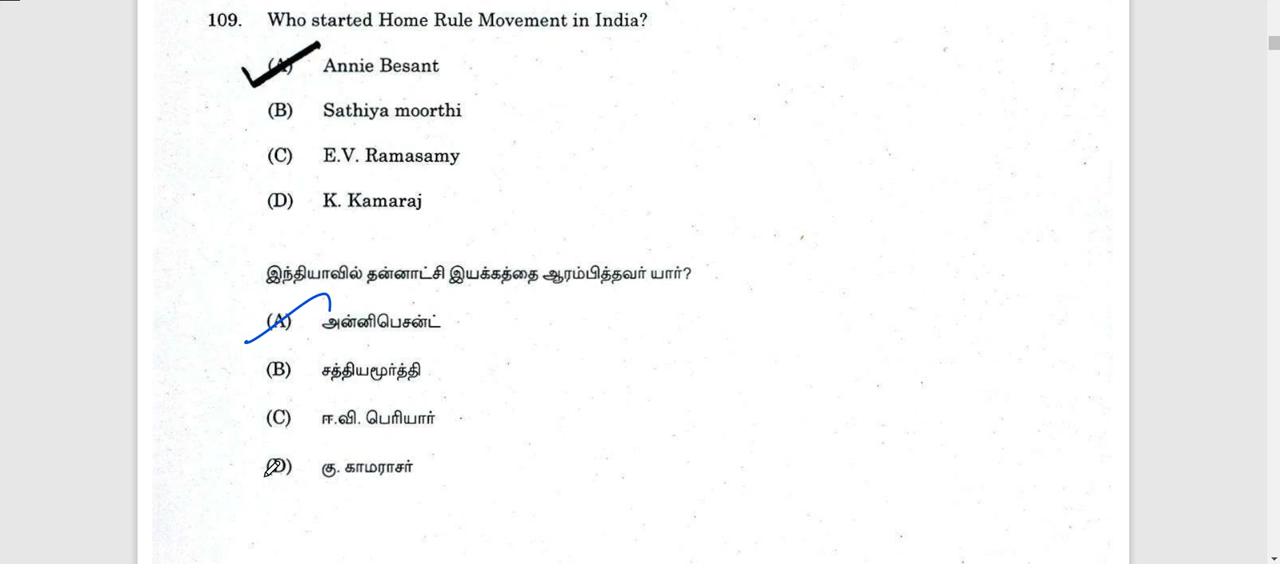 109. Who started Home Rule Movement in India?
(A) Annie Besant
(B) Sathiya moorthi
(C) E.V. Ramasamy
(D) K. Kamaraj
இந்தியாவில் தன்னாட்சி இயக்கத்தை ஆரம்பித்தவர் யார்?
(A) அன்னிபெசன்ட்
(B) சத்தியமூர்த்தி
(C) ஈ.வி. பெரியார்
(D) கு. காமராசர்